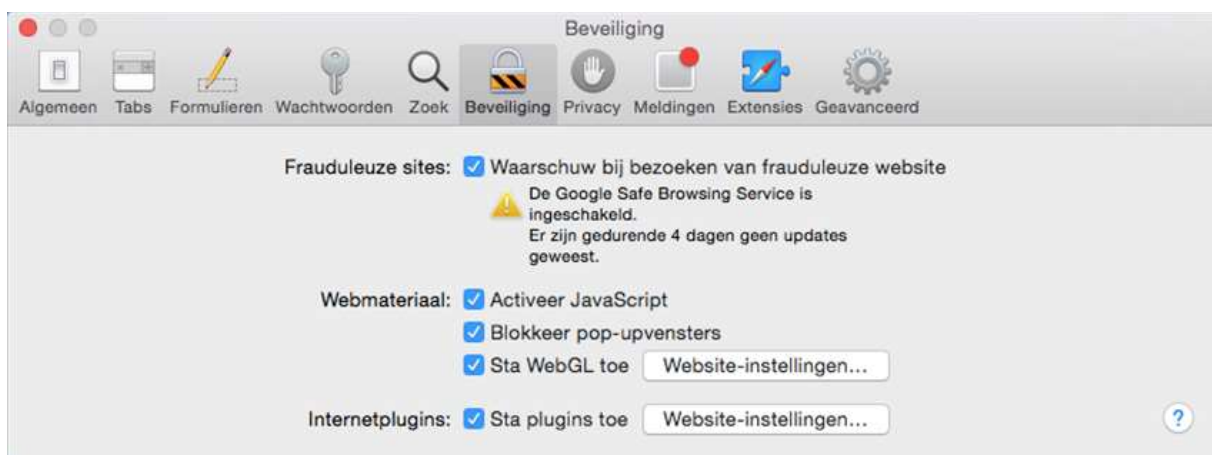 Beveiliging
Algemeen Tabs Formulieren Wachtwoorden Zoek Beveiliging Privacy Meldingen Extensies Geavanceerd
Frauduleuze sites: Waarschuw bij bezoeken van frauduleuze website
De Google Safe Browsing Service is
ingeschakeld.
Er zijn gedurende 4 dagen geen updates
geweest.
Webmateriaal: Activeer JavaScript
Blokkeer pop-upvensters
Sta WebGL toe Website-instellingen...
Internetplugins: Sta plugins toe Website-instellingen... ?